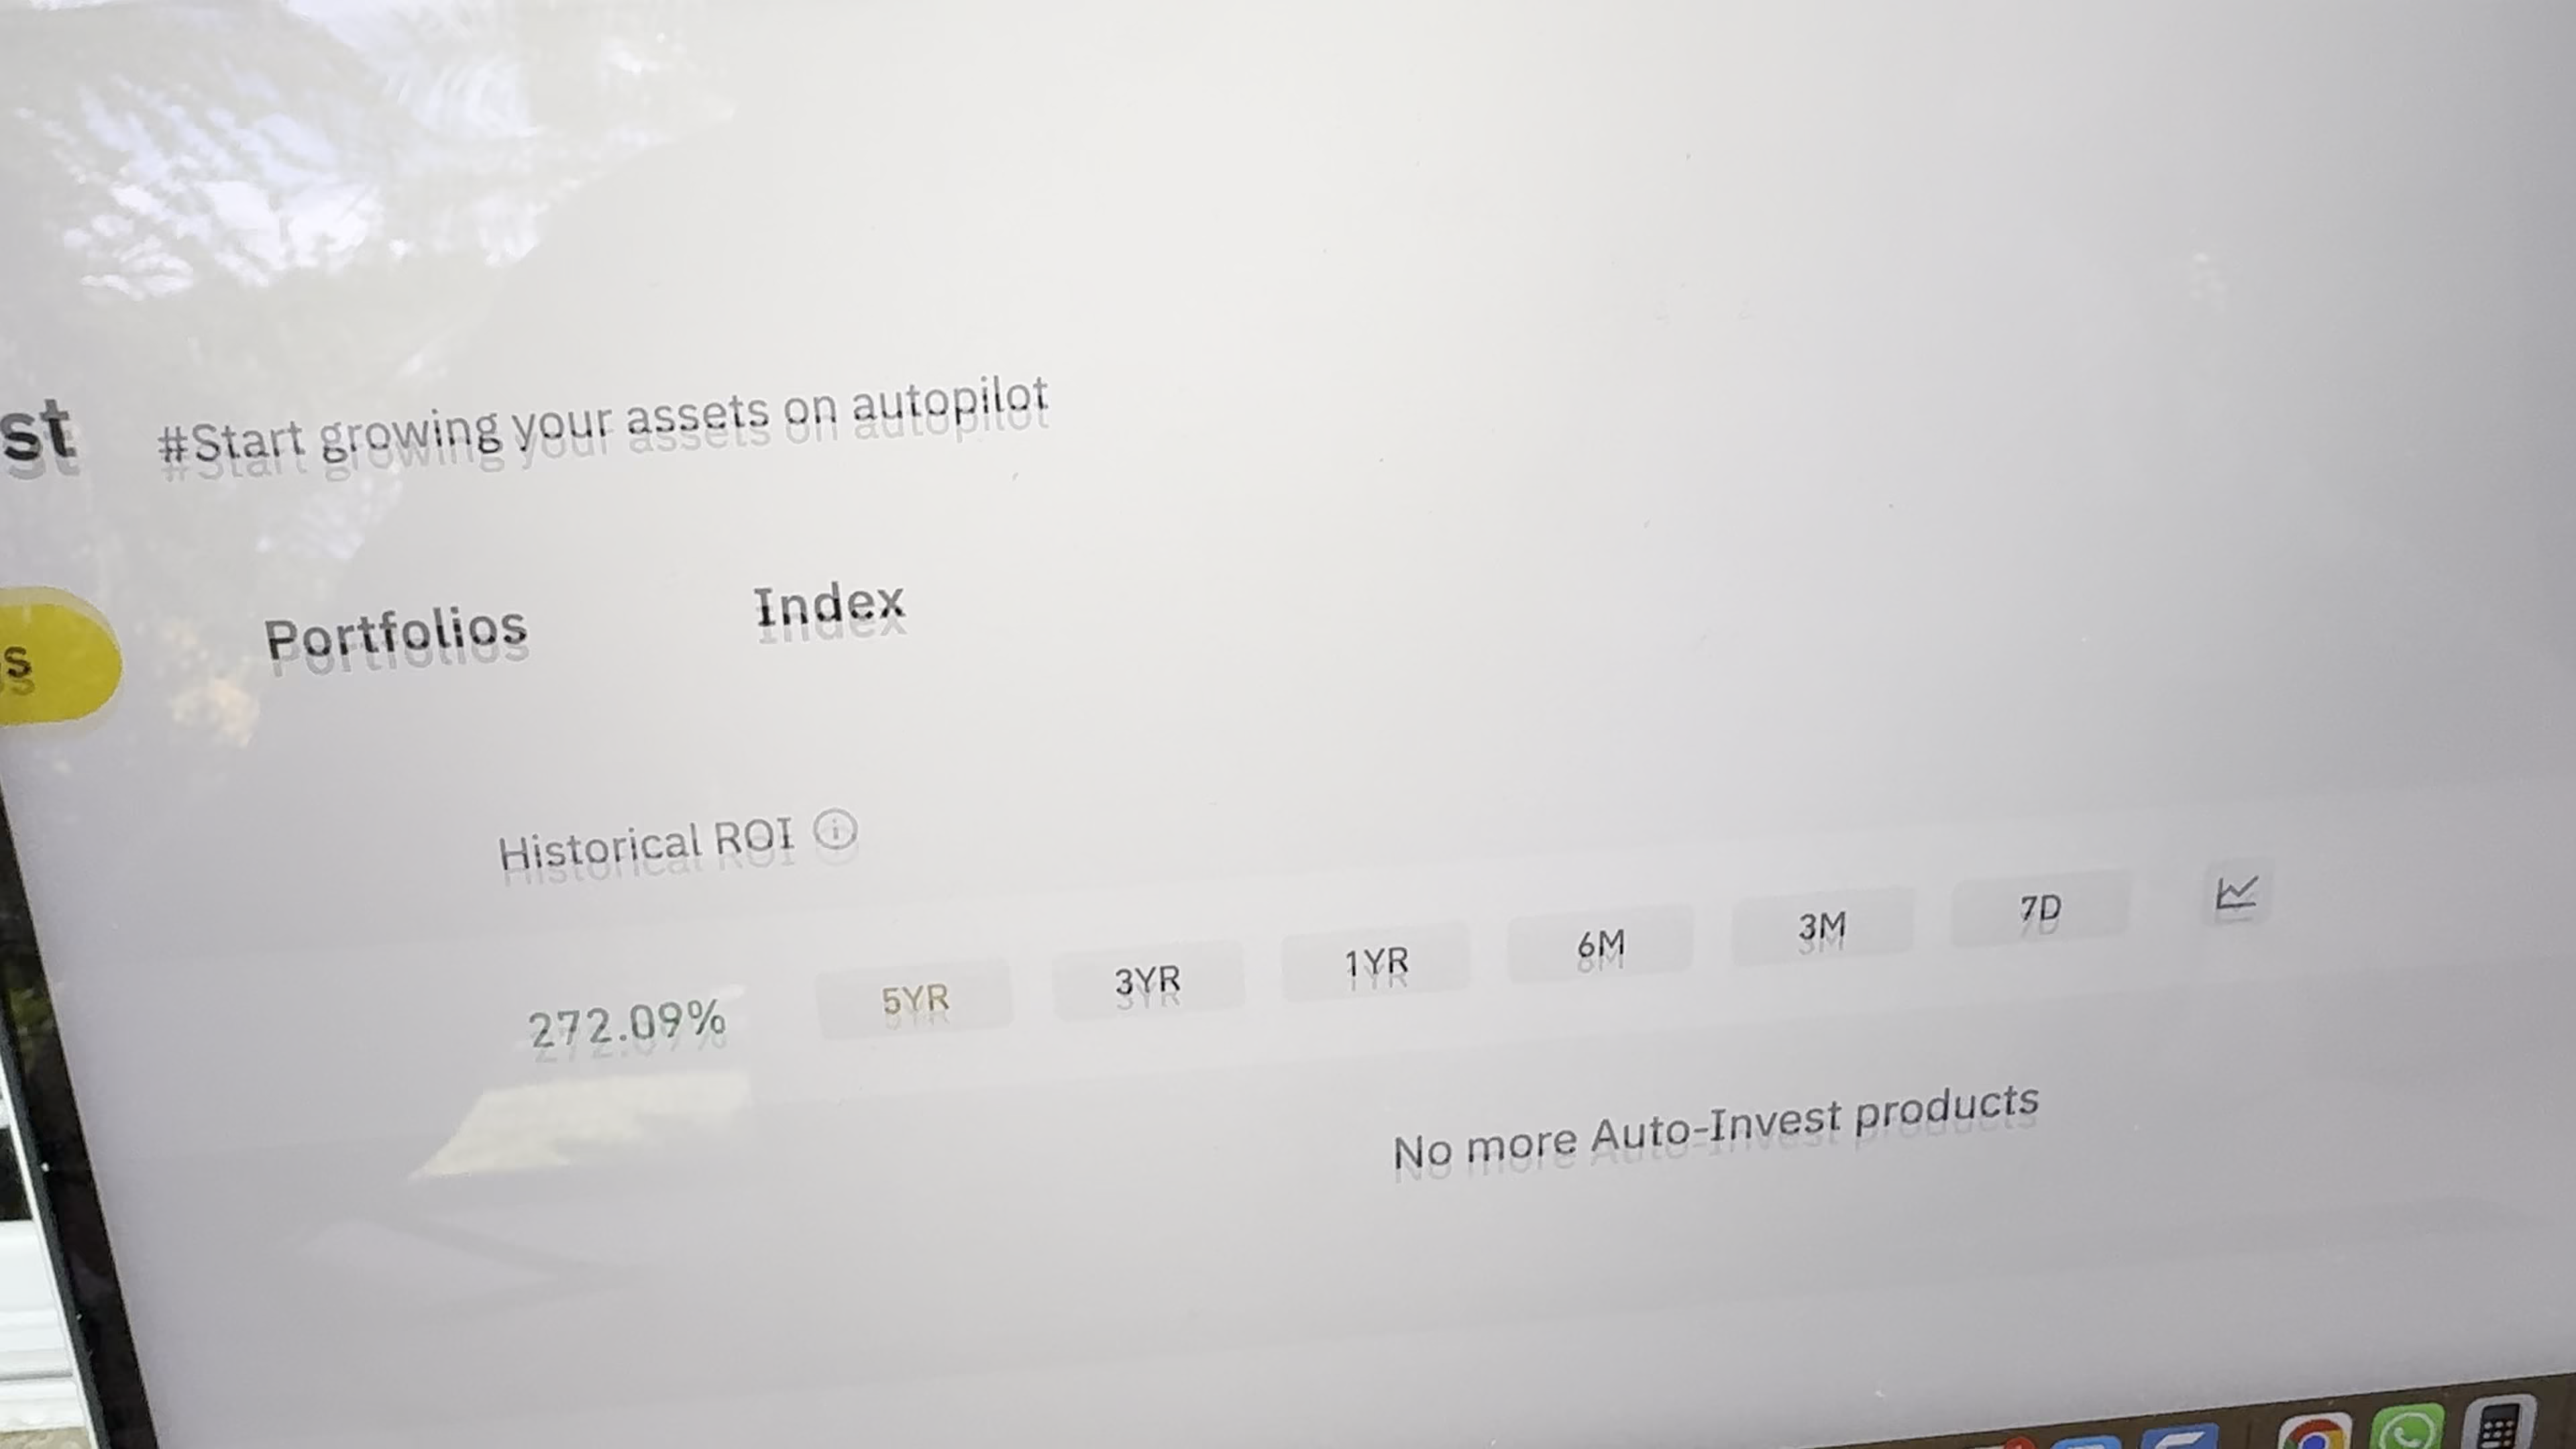 st #Start growing your assets on autopilot
s Portfolios Index
Historical ROI
272.09% 5YR 3YR 1YR 6M 3M 7D
No more Auto-Invest products